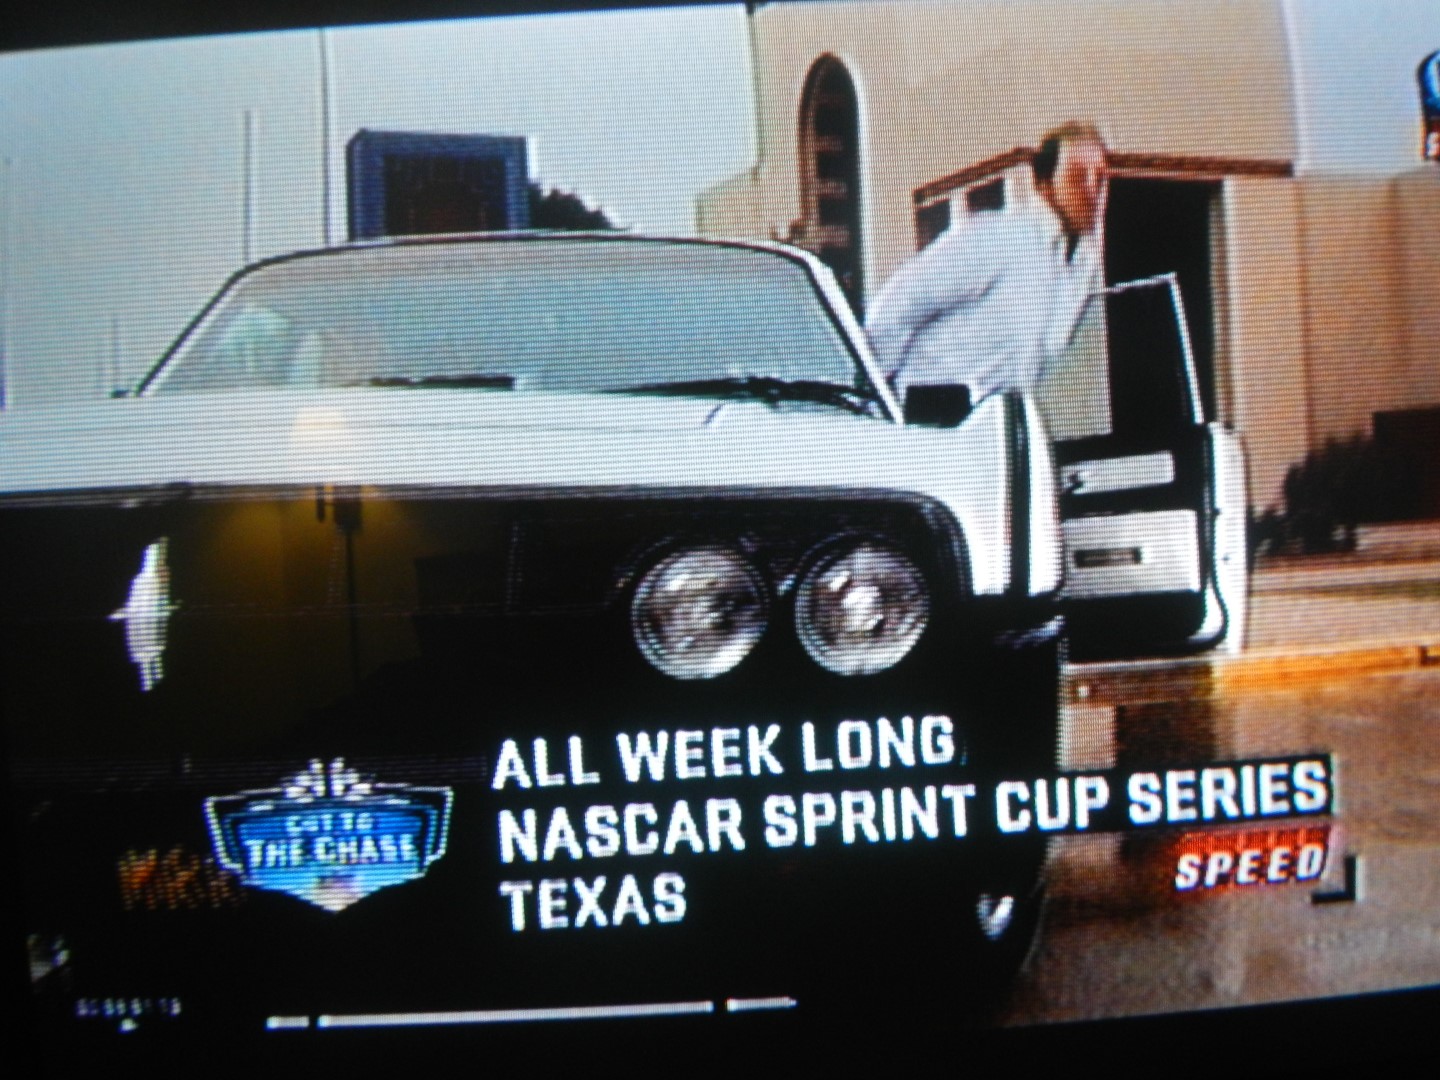 ALL WEEK LONG
NASCAR SPRINT CUP SERIES
SPEED
TEXAS
CUT TO
THE CHASE